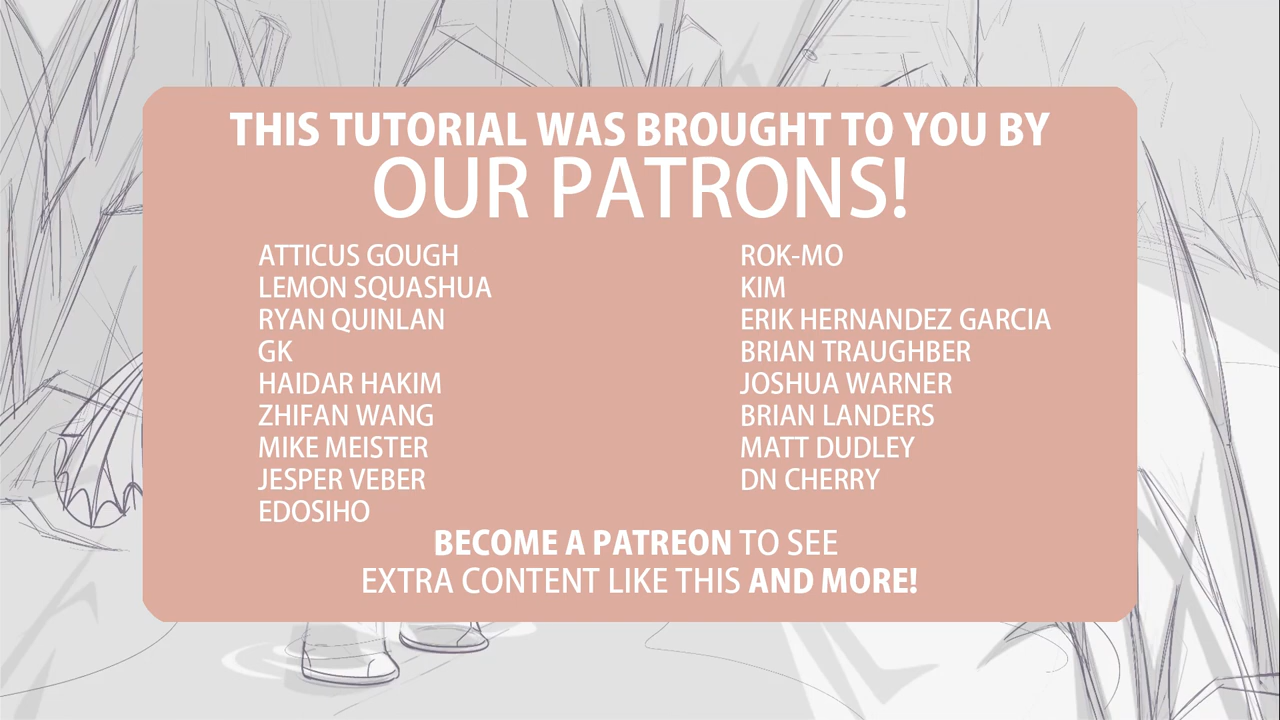 THIS TUTORIAL WAS BROUGHT TO YOU BY
OUR PATRONS!
ATTICUS GOUGH
LEMON SQUASHUA
RYAN QUINLAN
GK
HAIDAR HAKIM
ZHIFAN WANG
MIKE MEISTER
JESPER VEBER
EDOSIHO
ROK-MO
KIM
ERIK HERNANDEZ GARCIA
BRIAN TRAUGHBER
JOSHUA WARNER
BRIAN LANDERS
MATT DUDLEY
DN CHERRY
BECOME A PATREON TO SEE
EXTRA CONTENT LIKE THIS AND MORE!